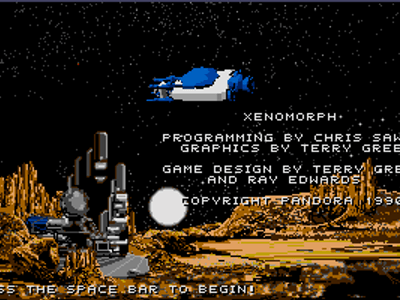 XENOMORPH
PROGRAMMING BY CHRIS SAW
GRAPHICS BY TERRY GREE
GAME DESIGN BY TERRY GRE
AND RAY EDWARDS
COPYRIGHT PANDORA 1990
SS THE SPACE BAR TO BEGIN!